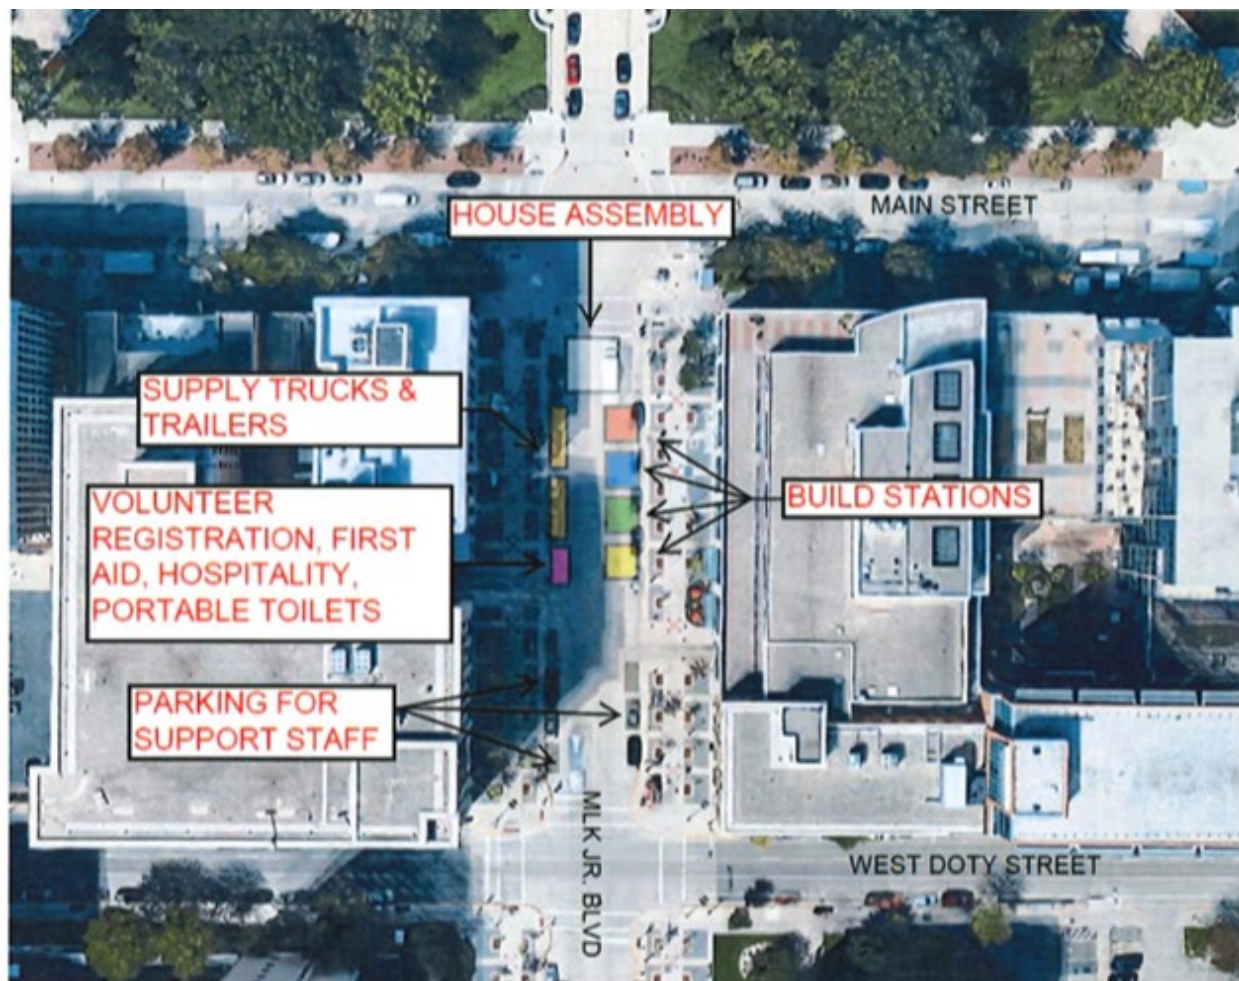 MAIN STREET
HOUSE ASSEMBLY
SUPPLY TRUCKS &
TRAILERS
VOLUNTEER
REGISTRATION, FIRST
AID, HOSPITALITY,
PORTABLE TOILETS
BUILD STATIONS
PARKING FOR
SUPPORT STAFF
MLK JR. BLVD
WEST DOTY STREET